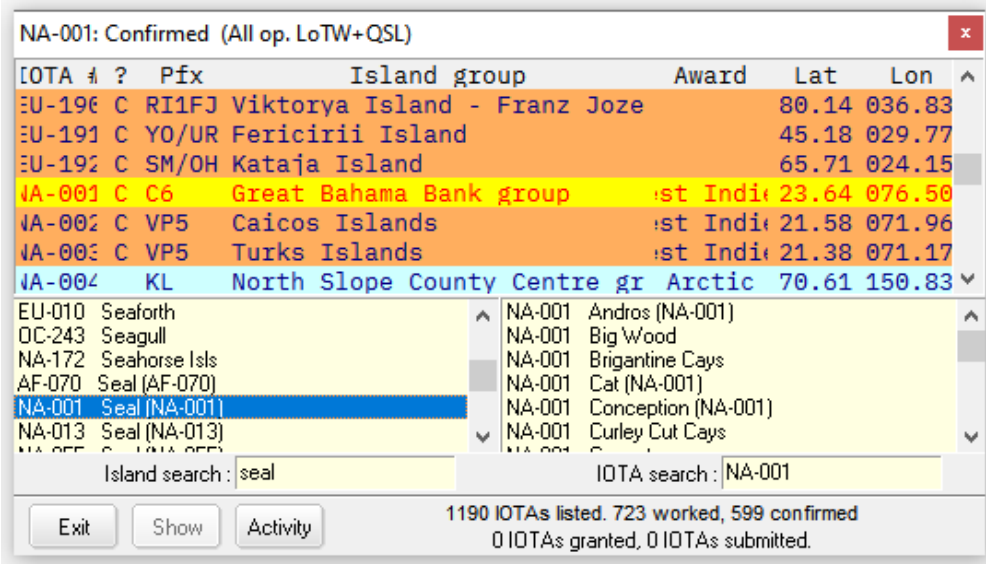 NA-001: Confirmed (All op. LoTW+QSL)
x
IOTA # ? Pfx Island group Award Lat Lon
EU-190 C RI1FJ Viktorya Island - Franz Joze 80.14 036.83
EU-191 C YO/UR Fericirii Island 45.18 029.77
EU-192 C SM/OH Kataja Island 65.71 024.15
NA-001 C C6 Great Bahama Bank group est Indie 23.64 076.50
NA-002 C VP5 Caicos Islands est Indie 21.58 071.96
NA-003 C VP5 Turks Islands est Indie 21.38 071.17
NA-004 KL North Slope County Centre gr Arctic 70.61 150.83
EU-010 Seaforth
OC-243 Seagull
NA-172 Seahorse Isls
AF-070 Seal (AF-070)
NA-001 Seal (NA-001)
NA-013 Seal (NA-013)
NA-001 Andros (NA-001)
NA-001 Big Wood
NA-001 Brigantine Cays
NA-001 Cat (NA-001)
NA-001 Conception (NA-001)
NA-001 Curley Cut Cays
Island search : seal
IOTA search : NA-001
Exit
Show
Activity
1190 IOTAs listed. 723 worked, 599 confirmed
0 IOTAs granted, 0 IOTAs submitted.